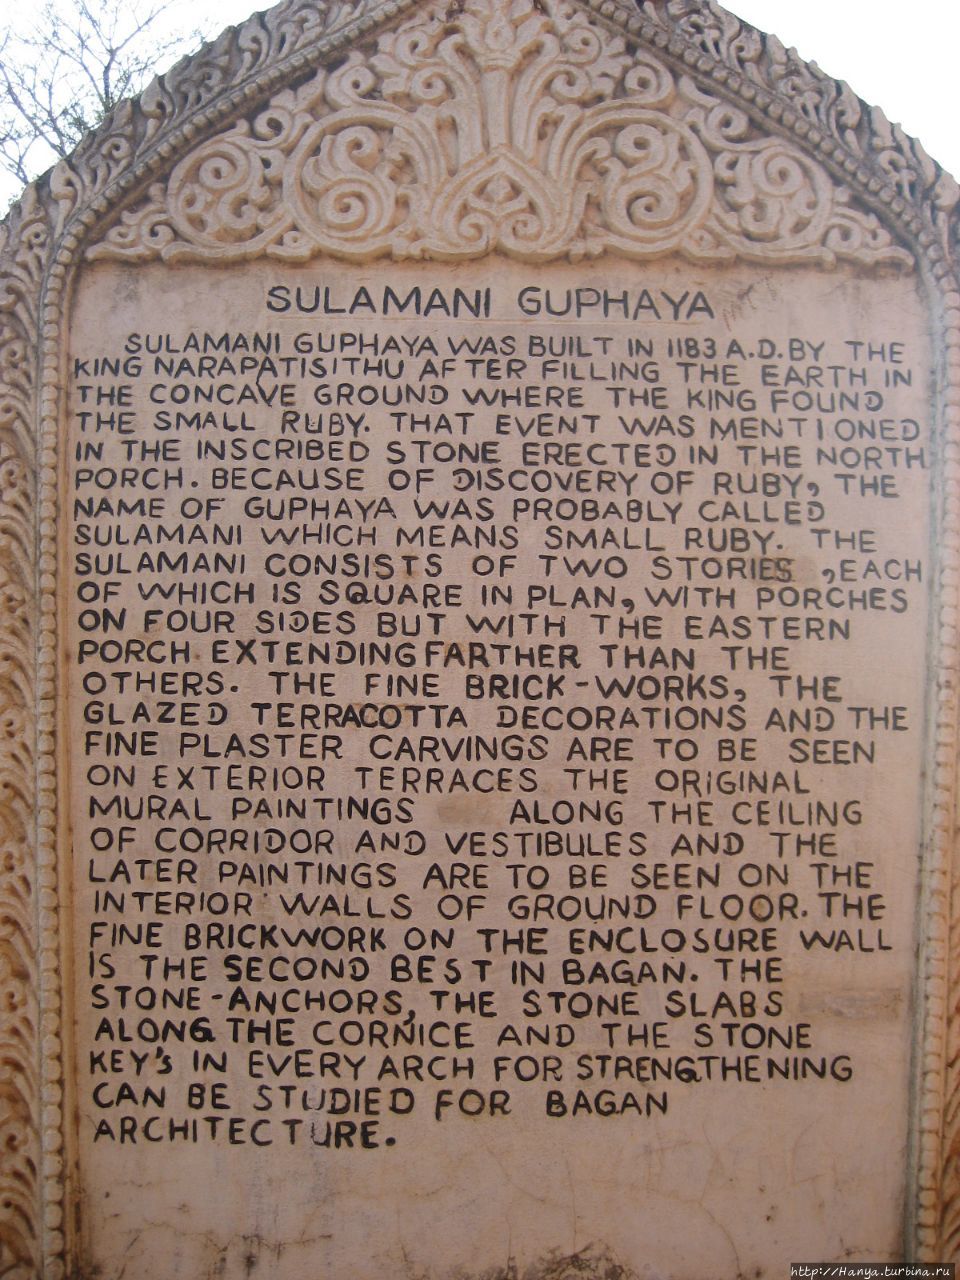 SULAMANI GUPHAYA
SULAMANI GUPHAYA WAS BUILT IN 1183 A.D. BY THE
KING NARAPATISITHU AFTER FILLING THE EARTH IN
THE CONCAVE GROUND WHERE THE KING FOUND
THE SMALL RUBY. THAT EVENT WAS MENTIONED
IN THE INSCRIBED STONE ERECTED IN THE NORTH
PORCH. BECAUSE OF DISCOVERY OF RUBY, THE
NAME OF GUPHAYA WAS PROBABLY CALLED
SULAMANI WHICH MEANS SMALL RUBY. THE
SULAMANI CONSISTS OF TWO STORIES , EACH
OF WHICH IS SQUARE IN PLAN, WITH PORCHES
ON FOUR SIDES BUT WITH THE EASTERN
PORCH EXTENDING FARTHER THAN THE
OTHERS. THE FINE BRICK-WORKS, THE
GLAZED TERRACOTTA DECORATIONS AND THE
FINE PLASTER CARVINGS ARE TO BE SEEN
ON EXTERIOR TERRACES THE ORIGINAL
MURAL PAINTINGS ALONG THE CEILING
OF CORRIDOR AND VESTIBULES AND THE
LATER PAINTINGS ARE TO BE SEEN ON THE
INTERIOR WALLS OF GROUND FLOOR. THE
FINE BRICKWORK ON THE ENCLOSURE WALL
IS THE SECOND BEST IN BAGAN. THE
STONE-ANCHORS, THE STONE SLABS
ALONG THE CORNICE AND THE STONE
KEY'S IN EVERY ARCH FOR STRENGTHENING
CAN BE STUDIED FOR BAGAN
ARCHITECTURE.
http://Hanya.turbina.ru